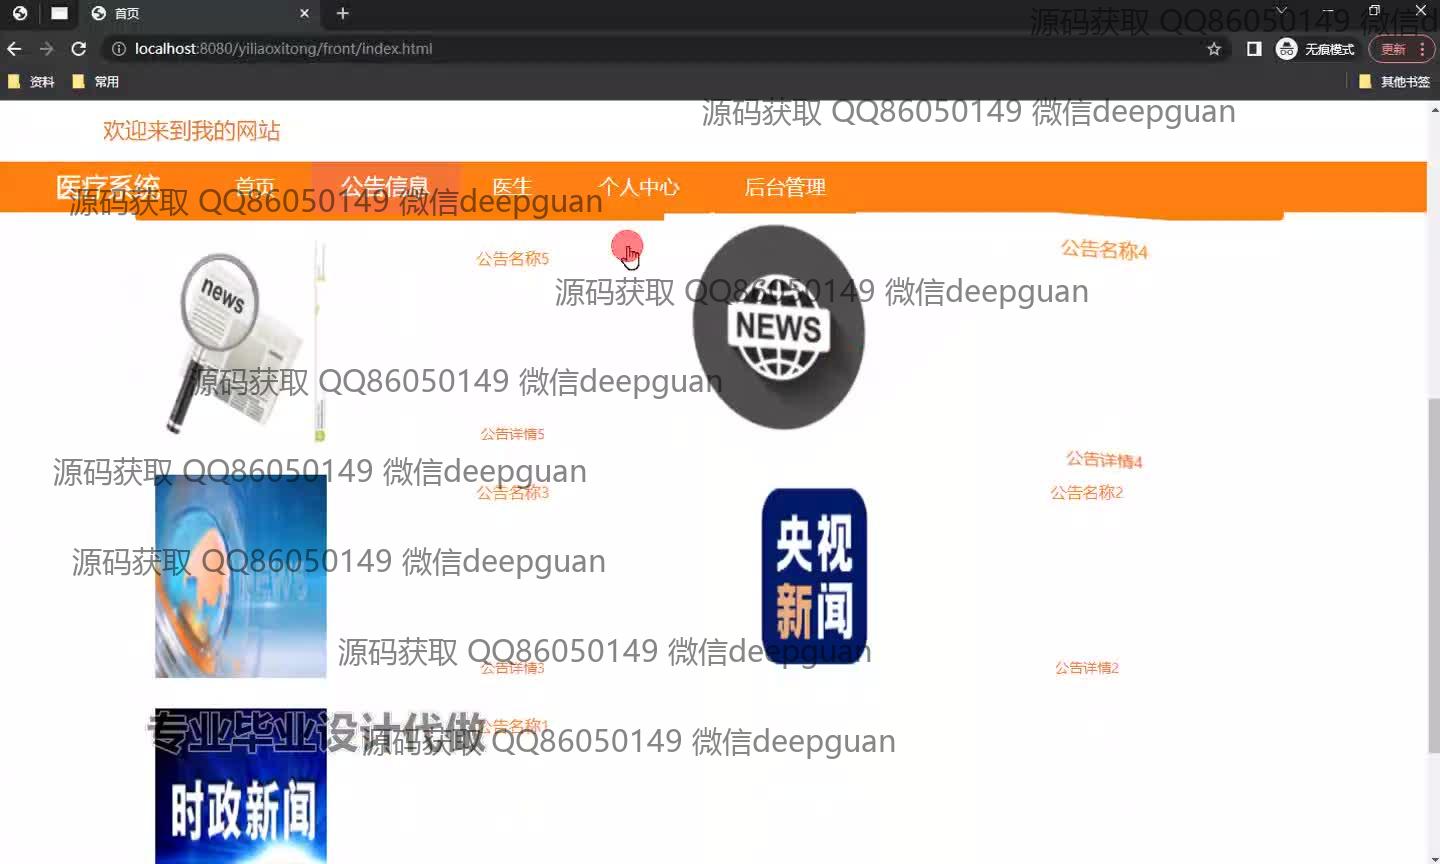 首页
源码获取 QQ86050149 微信d
localhost:8080/yiliaoxitong/front/index.html
无痕模式
更新
资料
常用
其他书签
源码获取 QQ86050149 微信deepguan
欢迎来到我的网站
医疗系统
首页
公告信息
医生
个人中心
后台管理
源码获取 QQ86050149 微信deepguan
news
公告名称5
NEWS
公告名称4
源码获取 QQ86050149 微信deepguan
源码获取 QQ86050149 微信deepguan
公告详情5
公告详情4
源码获取 QQ86050149 微信deepguan
公告名称3
公告名称2
央视
新闻
源码获取 QQ86050149 微信deepguan
NEWS
源码获取 QQ86050149 微信deepguan
公告详情3
公告详情2
专业毕业设计代做
公告名称1
源码获取 QQ86050149 微信deepguan
时政新闻